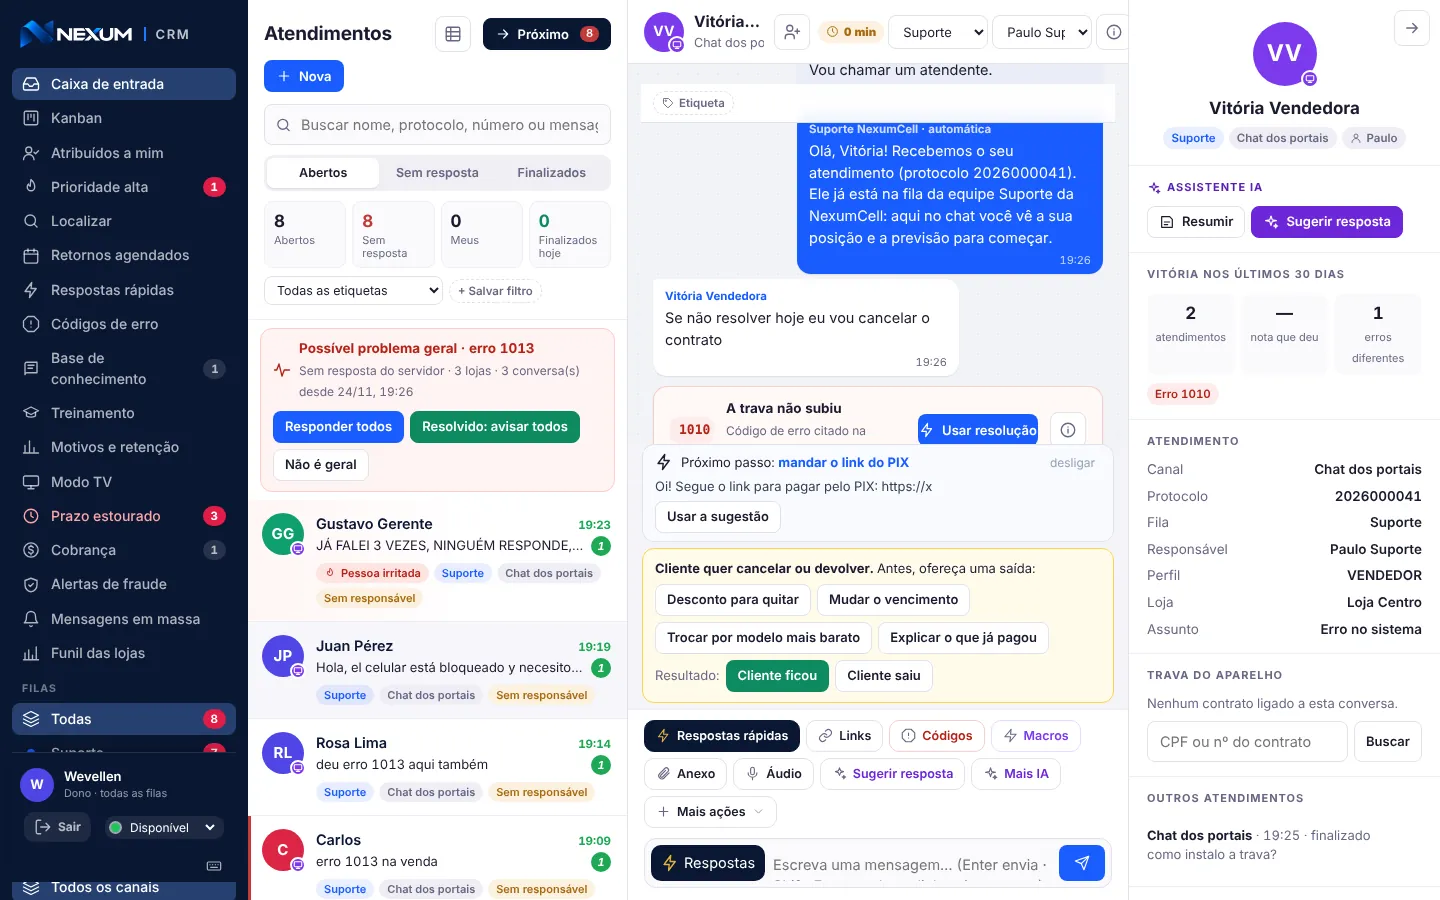 NEXUM | CRM
Caixa de entrada
Kanban
Atribuídos a mim
Prioridade alta 1
Localizar
Retornos agendados
Respostas rápidas
Códigos de erro
Base de
conhecimento 1
Treinamento
Motivos e retenção
Modo TV
Prazo estourado 3
Cobrança 1
Alertas de fraude
Mensagens em massa
Funil das lojas
FILAS
Todas 8
Suporte 7
W
Wevellen
Dono · todas as filas
Sair
Disponível
Todos os canais
Atendimentos
Próximo 8
Nova
Buscar nome, protocolo, número ou mensag
Abertos Sem resposta Finalizados
8 Abertos
8 Sem
resposta
0 Meus
0 Finalizados
hoje
Todas as etiquetas
+ Salvar filtro
Possível problema geral · erro 1013
Sem resposta do servidor · 3 lojas · 3 conversa(s)
desde 24/11, 19:26
Responder todos Resolvido: avisar todos
Não é geral
GG
Gustavo Gerente 19:23
JÁ FALEI 3 VEZES, NINGUÉM RESPONDE,... 1
Pessoa irritada Suporte Chat dos portais
Sem responsável
JP
Juan Pérez 19:19
Hola, el celular está bloqueado y necesito... 1
Suporte Chat dos portais Sem responsável
RL
Rosa Lima 19:14
deu erro 1013 aqui também 1
Suporte Chat dos portais Sem responsável
C
Carlos 19:09
erro 1013 na venda 1
Suporte Chat dos portais Sem responsável
VV
Vitória...
Chat dos po
0 min
Suporte
Paulo Sup
Vou chamar um atendente.
Etiqueta
Suporte NexumCell · automática
Olá, Vitória! Recebemos o seu
atendimento (protocolo 2026000041).
Ele já está na fila da equipe Suporte da
NexumCell: aqui no chat você vê a sua
posição e a previsão para começar.
19:26
Vitória Vendedora
Se não resolver hoje eu vou cancelar o
contrato
19:26
1010
A trava não subiu
Código de erro citado na
Usar resolução
Próximo passo: mandar o link do PIX desligar
Oi! Segue o link para pagar pelo PIX: https://x
Usar a sugestão
Cliente quer cancelar ou devolver. Antes, ofereça uma saída:
Desconto para quitar Mudar o vencimento
Trocar por modelo mais barato Explicar o que já pagou
Resultado: Cliente ficou Cliente saiu
Respostas rápidas Links Códigos Macros
Anexo Áudio Sugerir resposta Mais IA
Mais ações
Respostas
Escreva uma mensagem... (Enter envia ·
VV
Vitória Vendedora
Suporte Chat dos portais Paulo
ASSISTENTE IA
Resumir Sugerir resposta
VITÓRIA NOS ÚLTIMOS 30 DIAS
2 atendimentos
— nota que deu
1 erros
diferentes
Erro 1010
ATENDIMENTO
Canal Chat dos portais
Protocolo 2026000041
Fila Suporte
Responsável Paulo Suporte
Perfil VENDEDOR
Loja Loja Centro
Assunto Erro no sistema
TRAVA DO APARELHO
Nenhum contrato ligado a esta conversa.
CPF ou nº do contrato Buscar
OUTROS ATENDIMENTOS
Chat dos portais · 19:25 · finalizado
como instalo a trava?